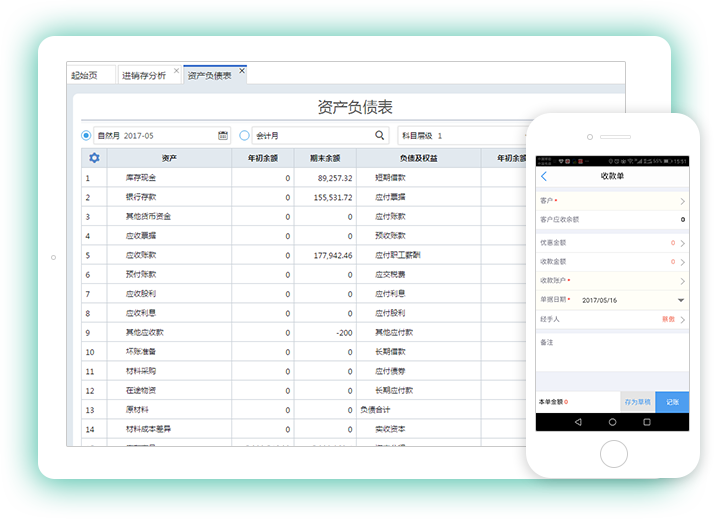 起始页 进销存分析 资产负债表
资产负债表
自然月 2017-05 会计月 科目层级 1
资产 年初余额 期末余额 负债及权益 年初余额
1 库存现金 0 89,257.32 短期借款
2 银行存款 0 155,531.72 应付票据
3 其他货币资金 0 0 应付账款
4 应收票据 0 0 预收账款
5 应收账款 0 177,942.46 应付职工薪酬
6 预付账款 0 0 应交税费
7 应收股利 0 0 应付利息
8 应收利息 0 0 应付股利
9 其他应收款 0 -200 其他应付款
10 坏账准备 0 0 长期借款
11 材料采购 0 0 应付债券
12 在途物资 0 0 长期应付款
13 原材料 0 0 负债合计
14 材料成本差异 0 0 实收资本
15:51
收款单
客户*
客户应收余额 0
优惠金额 0
收款金额 0
收款账户*
单据日期* 2017/05/16
经手人
备注
本单金额 0 存为草稿 记账